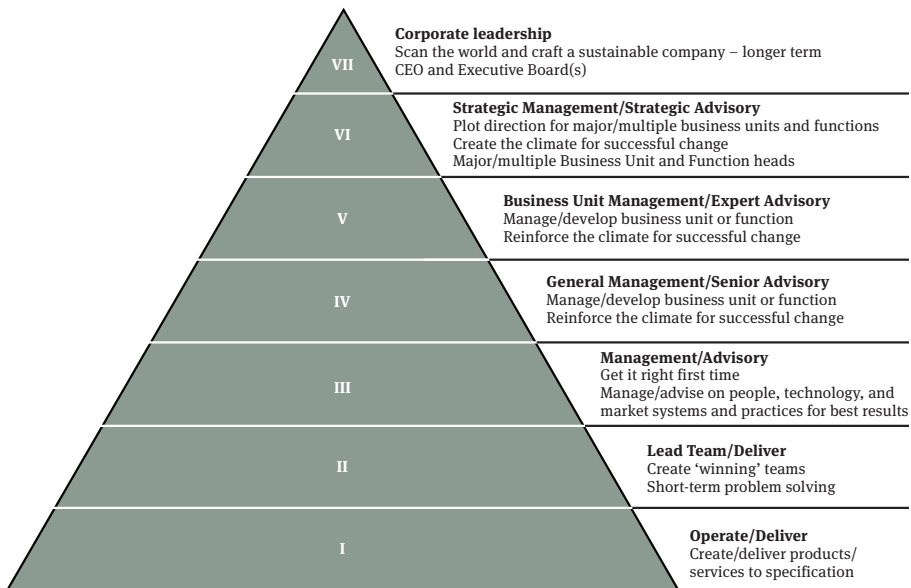 VII
Corporate leadership
Scan the world and craft a sustainable company – longer term
CEO and Executive Board(s)
VI
Strategic Management/Strategic Advisory
Plot direction for major/multiple business units and functions
Create the climate for successful change
Major/multiple Business Unit and Function heads
V
Business Unit Management/Expert Advisory
Manage/develop business unit or function
Reinforce the climate for successful change
IV
General Management/Senior Advisory
Manage/develop business unit or function
Reinforce the climate for successful change
III
Management/Advisory
Get it right first time
Manage/advise on people, technology, and
market systems and practices for best results
II
Lead Team/Deliver
Create ‘winning’ teams
Short-term problem solving
I
Operate/Deliver
Create/deliver products/
services to specification